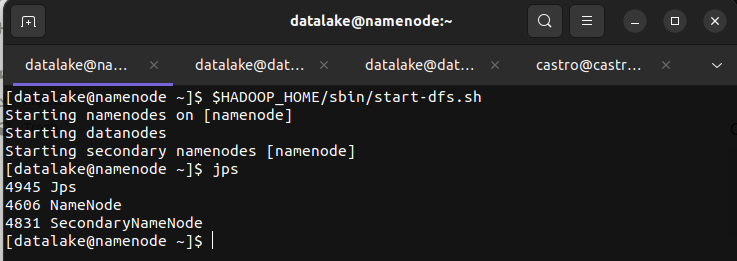 datalake@namenode:~
datalake@na...
datalake@dat...
datalake@dat...
castro@castr...
[datalake@namenode ~]$ $HADOOP_HOME/sbin/start-dfs.sh
Starting namenodes on [namenode]
Starting datanodes
Starting secondary namenodes [namenode]
[datalake@namenode ~]$ jps
4945 Jps
4606 NameNode
4831 SecondaryNameNode
[datalake@namenode ~]$